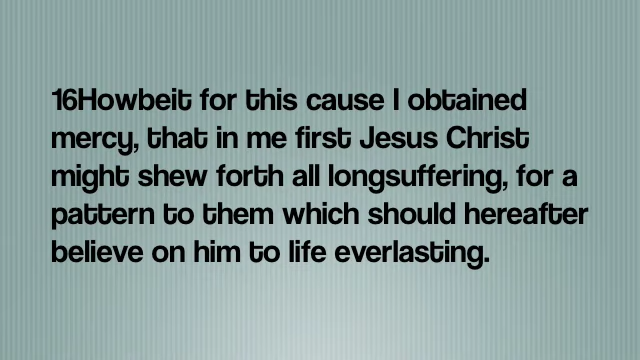 16Howbeit for this cause I obtained
mercy, that in me first Jesus Christ
might shew forth all longsuffering, for a
pattern to them which should hereafter
believe on him to life everlasting.